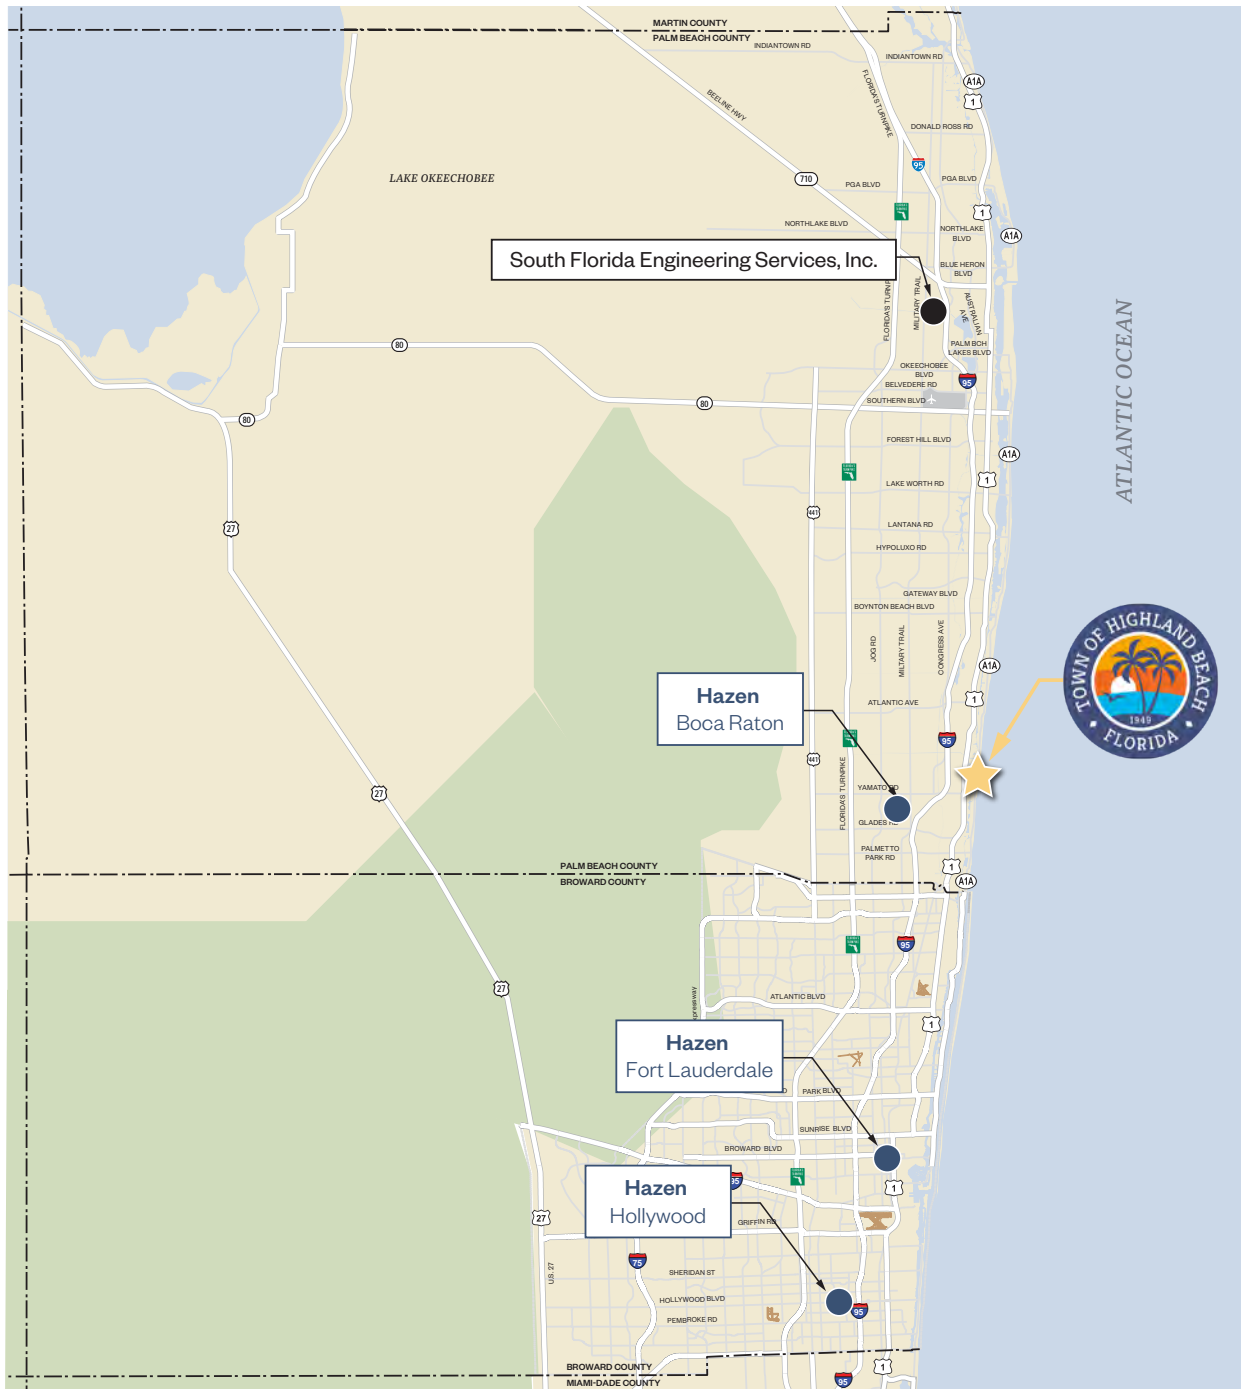 MARTIN COUNTY
PALM BEACH COUNTY
INDIANTOWN RD
INDIANTOWN RD
A1A
1
FLORIDA'S TURNPIKE
BEELINE HWY
DONALD ROSS RD
95
LAKE OKEECHOBEE
710
PGA BLVD
PGA BLVD
1
NORTHLAKE BLVD
NORTHLAKE
BLVD
A1A
South Florida Engineering Services, Inc.
BLUE HERON
BLVD
FLORIDA'S TURNP
MILITARY TRAIL
AUSTRALIAN
AVE
ATLANTIC OCEAN
80
PALM BCH
LAKES BLVD
OKEECHOBEE
BLVD
BELVEDERE RD
95
SOUTHERN BLVD
80
80
FOREST HILL BLVD
A1A
LAKE WORTH RD
1
441
LANTANA RD
27
HYPOLUXO RD
GATEWAY BLVD
BOYNTON BEACH BLVD
JOG RD
MILTARY TRAIL
CONGRESS AVE
A1A
TOWN OF HIGHLAND BEACH
1949
FLORIDA
Hazen
Boca Raton
ATLANTIC AVE
1
95
441
FLORIDA'S TURNPIKE
27
YAMATO RD
GLADES RD
PALMETTO
PARK RD
PALM BEACH COUNTY
BROWARD COUNTY
1
A1A
95
27
xpressway
ATLANTIC BLVD
1
Hazen
Fort Lauderdale
D
PARK BLVD
SUNRISE BLVD
BROWARD BLVD
95
1
Hazen
Hollywood
27
GRIFFIN RD
75
U.S. 27
SHERIDAN ST
HOLLYWOOD BLVD
95
PEMBROKE RD
BROWARD COUNTY
MIAMI-DADE COUNTY
1
95